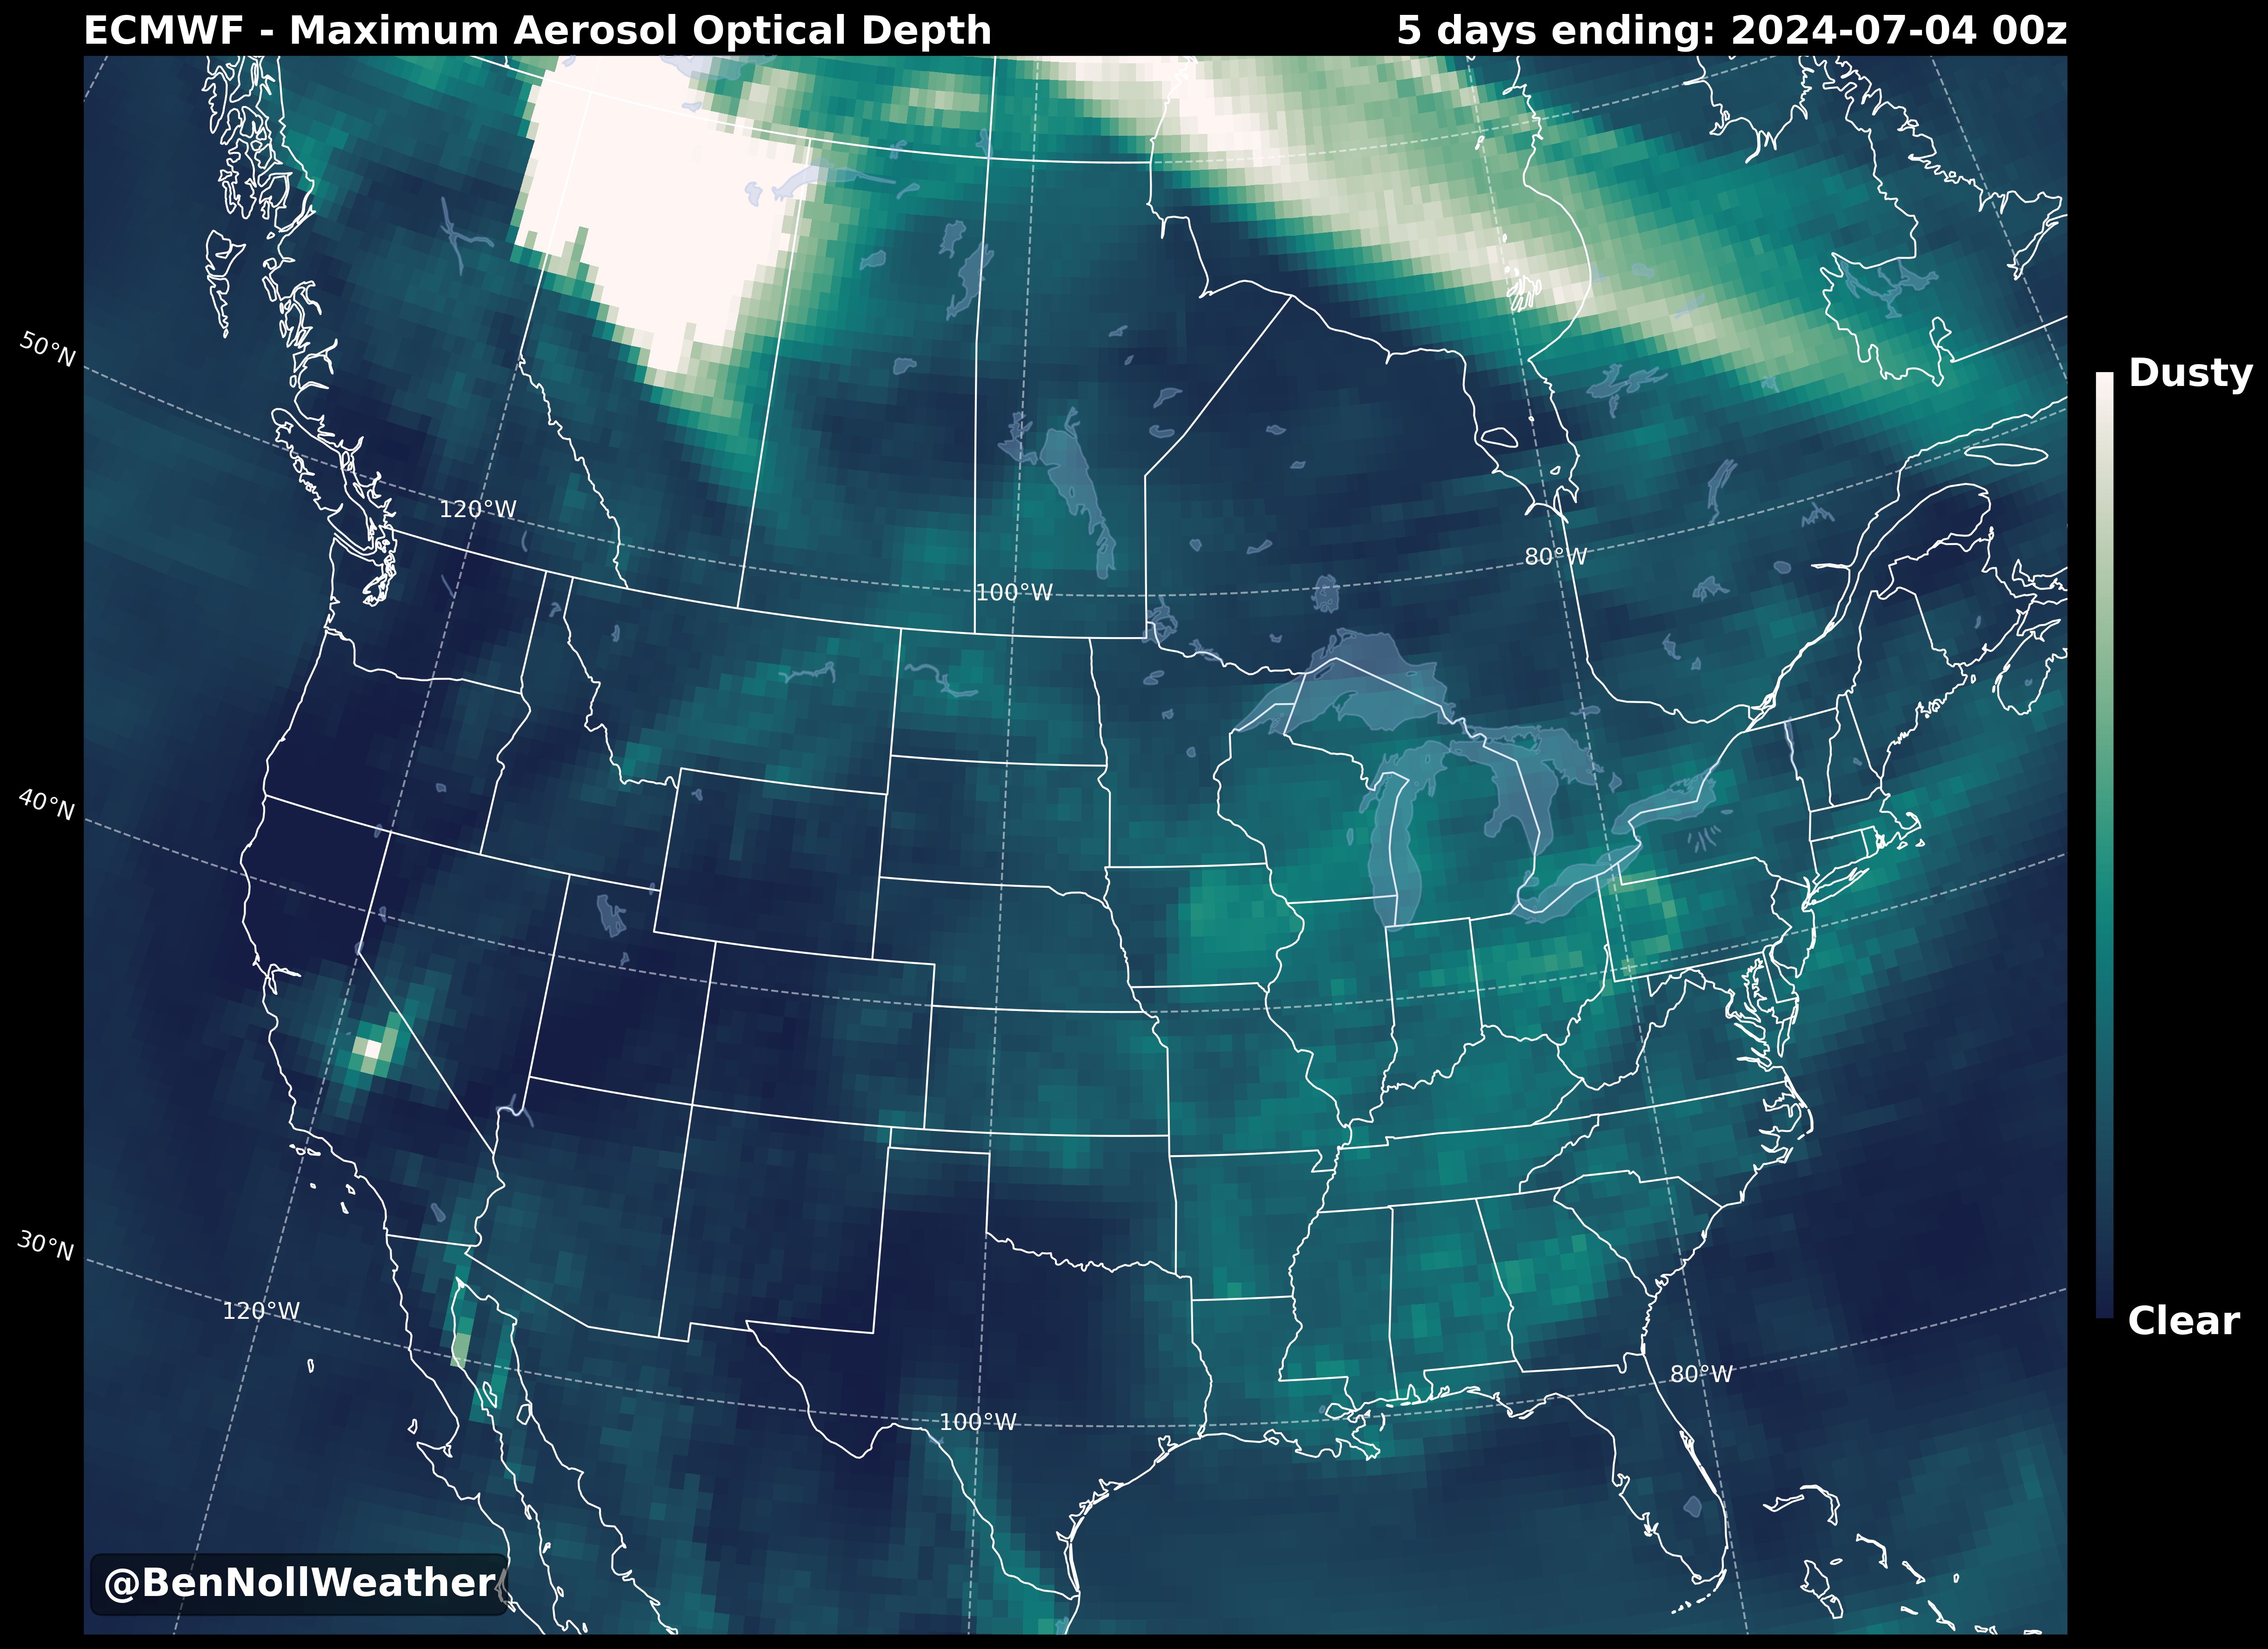 ECMWF - Maximum Aerosol Optical Depth
5 days ending: 2024-07-04 00z
50°N
Dusty
120°W
80°W
100°W
40°N
30°N
120°W
Clear
80°W
100°W
@BenNollWeather